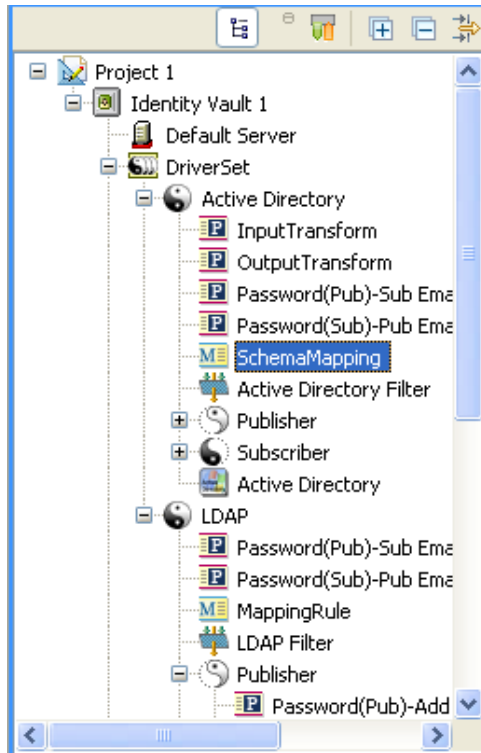 Project 1
Identity Vault 1
Default Server
DriverSet
Active Directory
P InputTransform
P OutputTransform
P Password(Pub)-Sub Ema
P Password(Sub)-Pub Ema
M SchemaMapping
Active Directory Filter
Publisher
Subscriber
Active Directory
LDAP
P Password(Pub)-Sub Ema
P Password(Sub)-Pub Ema
M MappingRule
LDAP Filter
Publisher
P Password(Pub)-Add